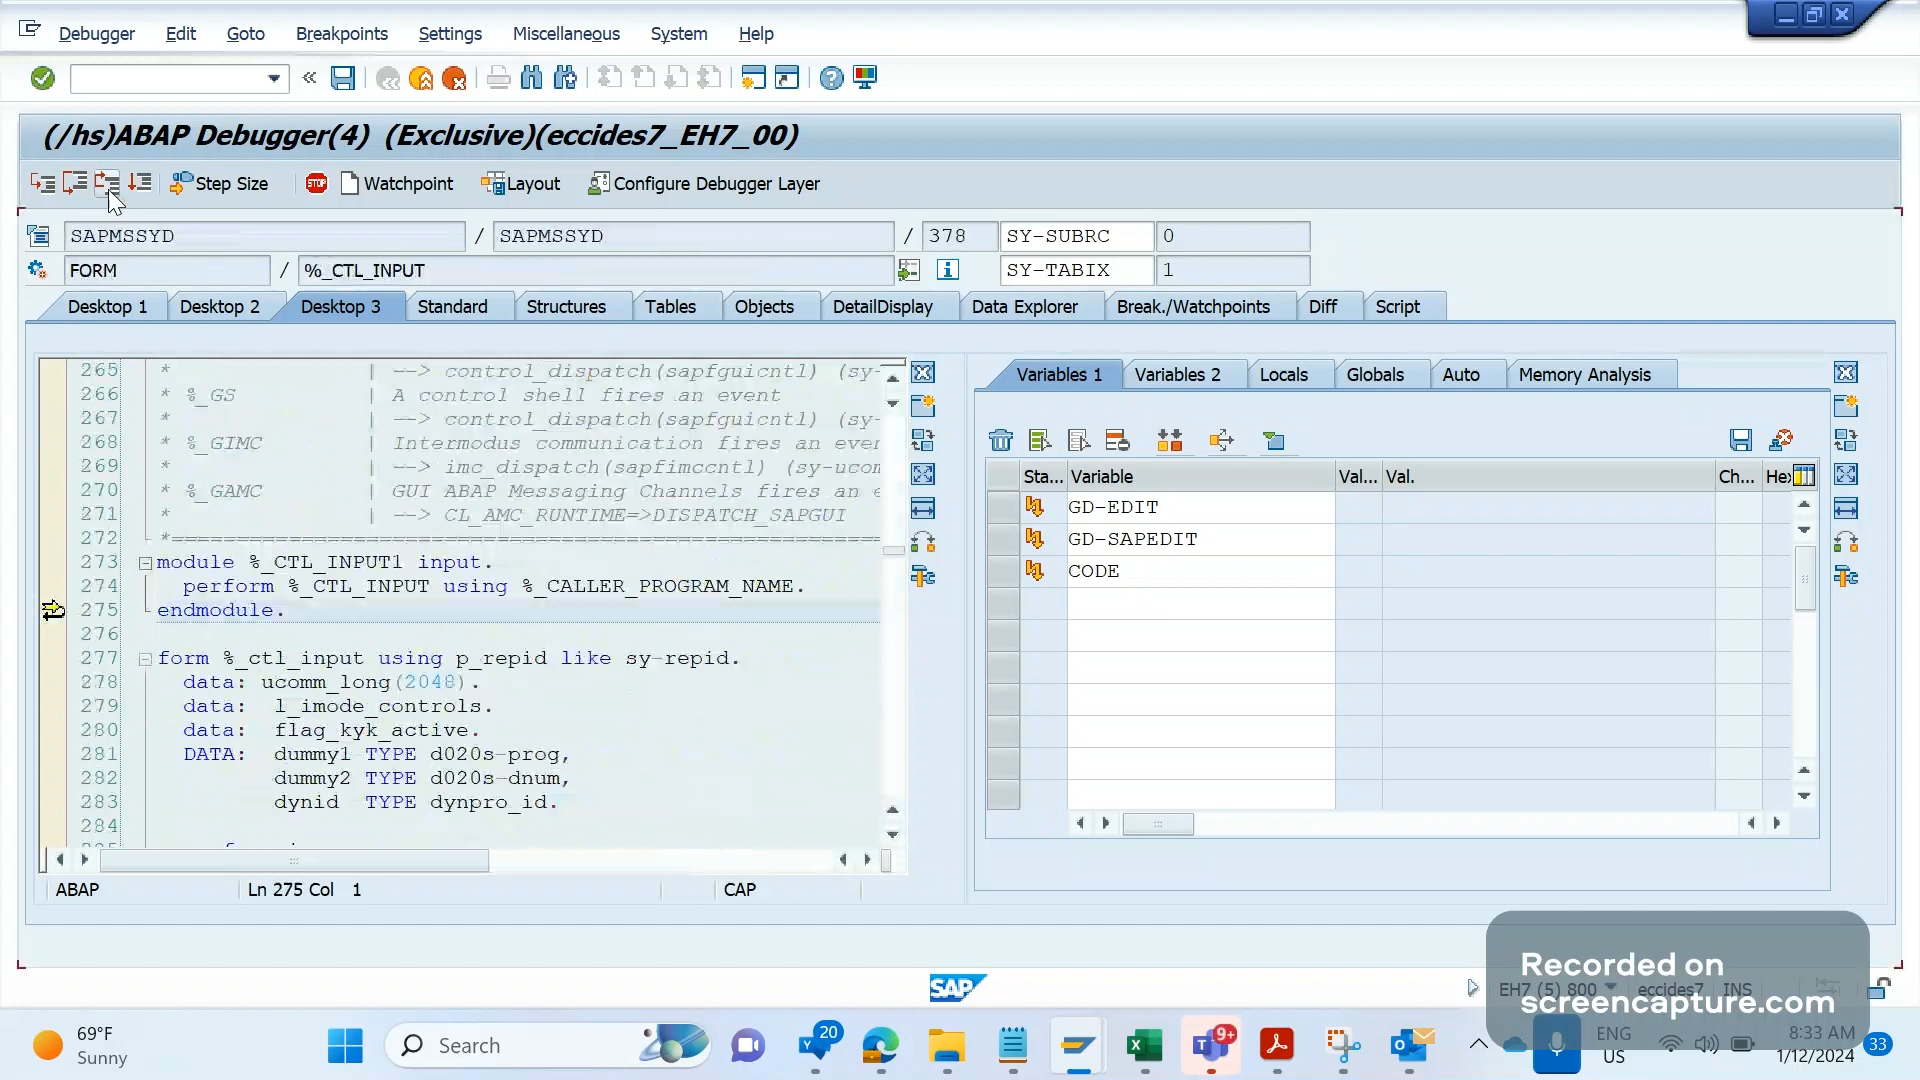 Debugger Edit Goto Breakpoints Settings Miscellaneous System Help
(/hs)ABAP Debugger(4) (Exclusive)(eccides7_EH7_00)
Step Size STOP Watchpoint Layout Configure Debugger Layer
SAPMSSYD / SAPMSSYD / 378 SY-SUBRC 0
FORM / %_CTL_INPUT SY-TABIX 1
Desktop 1 Desktop 2 Desktop 3 Standard Structures Tables Objects DetailDisplay Data Explorer Break./Watchpoints Diff Script
265 * | --> control_dispatch(sapfguicntl) (sy-
266 * %_GS | A control shell fires an event
267 * | --> control_dispatch(sapfguicntl) (sy-
268 * %_GIMC | Intermodus communication fires an even
269 * | --> imc_dispatch(sapfimccntl) (sy-ucom
270 * %_GAMC | GUI ABAP Messaging Channels fires an e
271 * | --> CL_AMC_RUNTIME=>DISPATCH_SAPGUI
272 *=========================================================
273 module %_CTL_INPUT1 input.
274 perform %_CTL_INPUT using %_CALLER_PROGRAM_NAME.
275 endmodule.
276
277 form %_ctl_input using p_repid like sy-repid.
278 data: ucomm_long(2048).
279 data: l_imode_controls.
280 data: flag_kyk_active.
281 DATA: dummy1 TYPE d020s-prog,
282 dummy2 TYPE d020s-dnum,
283 dynid TYPE dynpro_id.
284
ABAP Ln 275 Col 1 CAP
Variables 1 Variables 2 Locals Globals Auto Memory Analysis
Sta... Variable Val... Val. Ch... Hex
GD-EDIT
GD-SAPEDIT
CODE
SAP
EH7 (5) 800 eccides7 INS
Recorded on
screencapture.com
69°F
Sunny
Search
20
9+
ENG
US
8:33 AM
1/12/2024
33